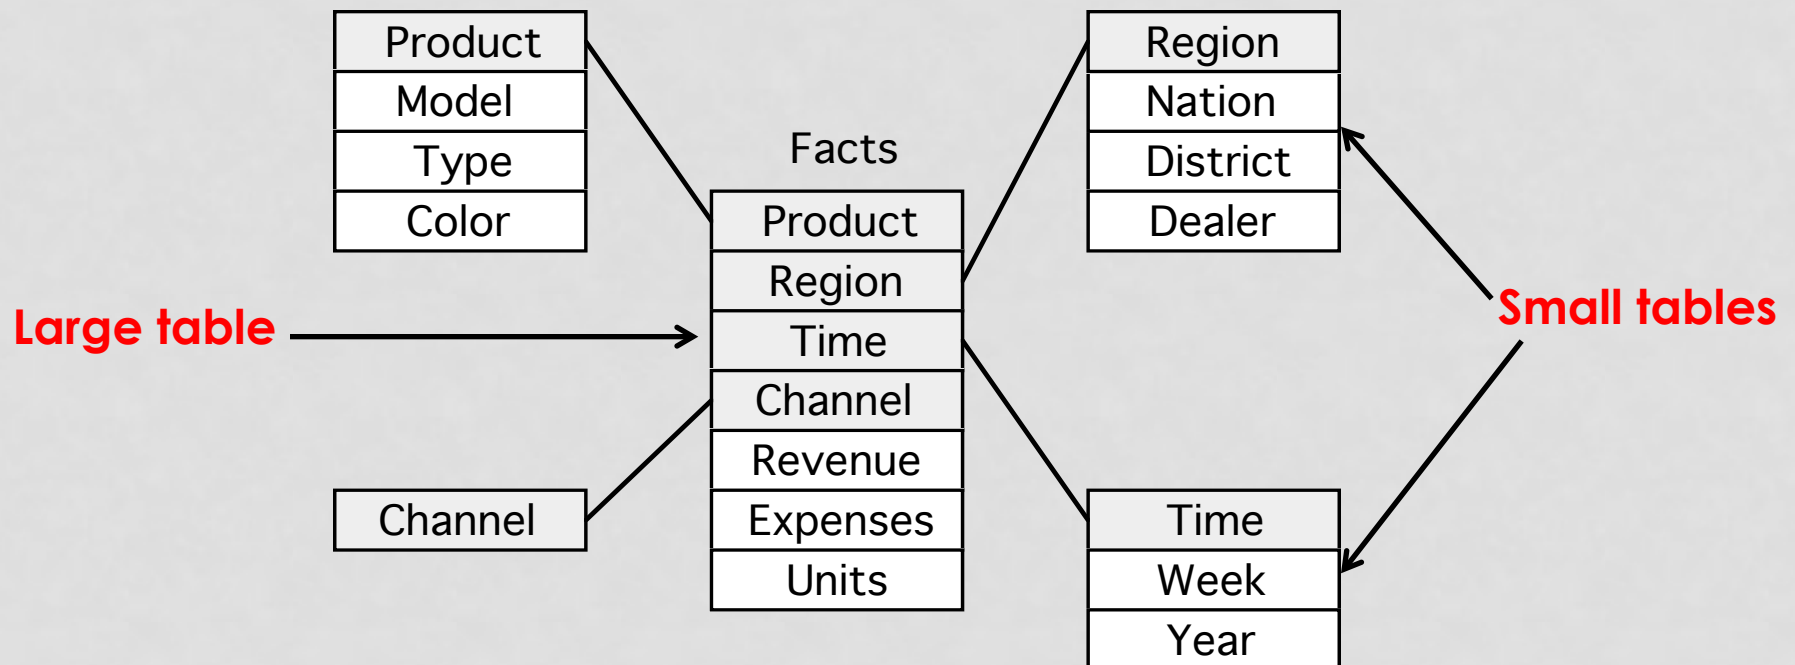 Product
Model
Type
Color
Facts
Product
Region
Time
Channel
Revenue
Expenses
Units
Region
Nation
District
Dealer
Large table
Small tables
Channel
Time
Week
Year